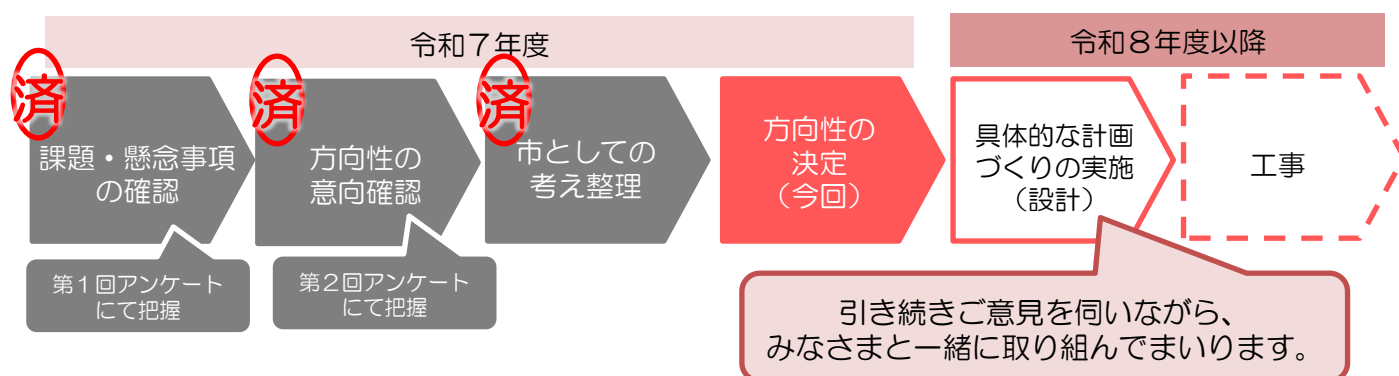 令和７年度
令和８年度以降
済
課題・懸念事項
の確認
済
方向性の
意向確認
済
市としての
考え整理
方向性の
決定
（今回）
具体的な計画
づくりの実施
（設計）
工事
第１回アンケート
にて把握
第２回アンケート
にて把握
引き続きご意見を伺いながら、
みなさまと一緒に取り組んでまいります。